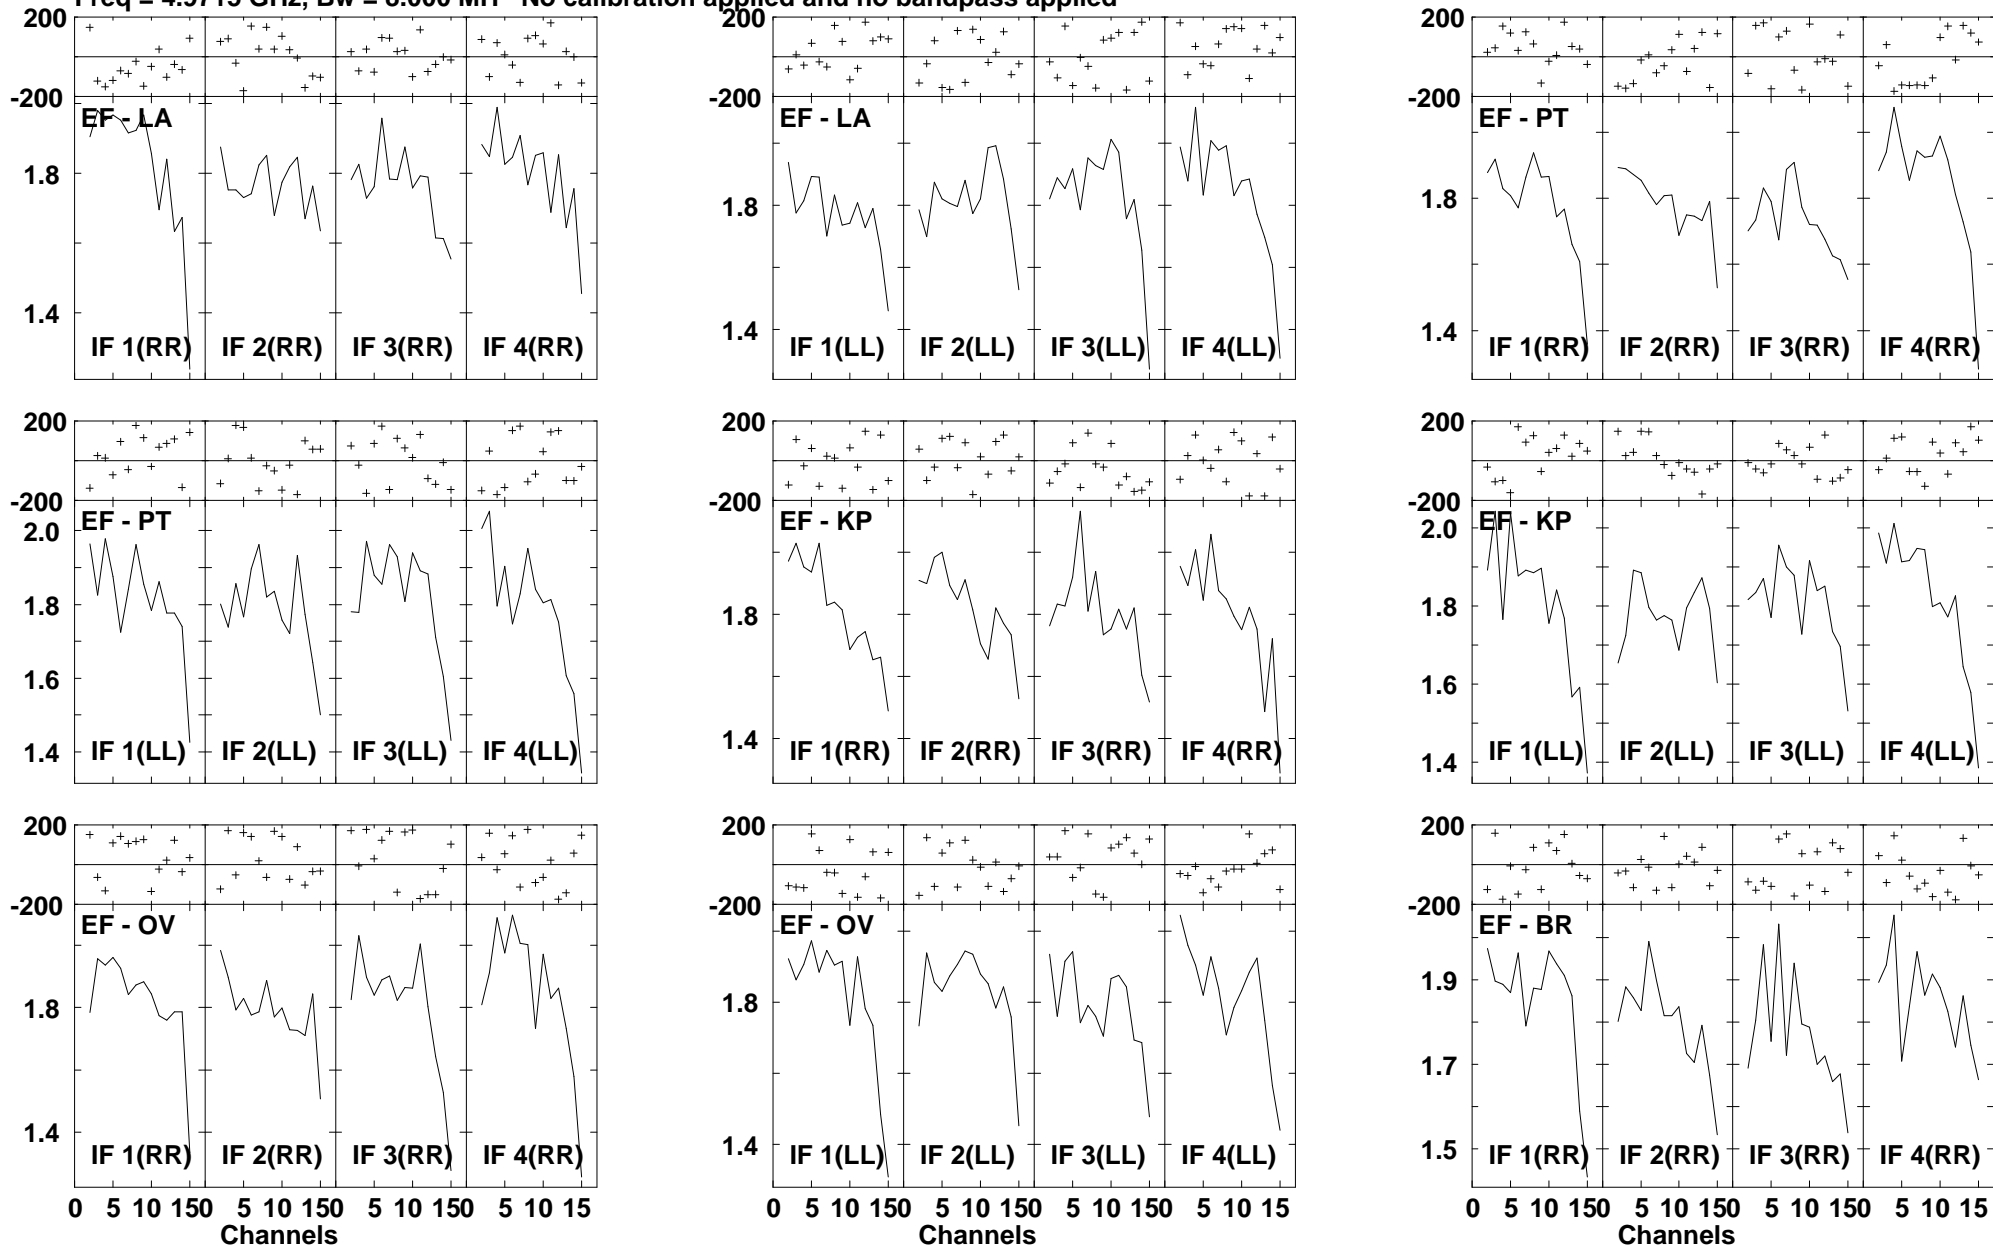 Freq = 4.9715 GHz, Bw = 8.000 MH No calibration applied and no bandpass applied
200 200 200
-200 -200 -200
EF - LA EF - LA EF - PT
1.8 1.8 1.8
1.4 1.4 1.4
IF 1(RR) IF 2(RR) IF 3(RR) IF 4(RR) IF 1(LL) IF 2(LL) IF 3(LL) IF 4(LL) IF 1(RR) IF 2(RR) IF 3(RR) IF 4(RR)
200 200 200
-200 -200 -200
EF - PT EF - KP EF - KP
2.0 2.0
1.8 1.8 1.8
1.6 1.6
1.4 1.4 1.4
IF 1(LL) IF 2(LL) IF 3(LL) IF 4(LL) IF 1(RR) IF 2(RR) IF 3(RR) IF 4(RR) IF 1(LL) IF 2(LL) IF 3(LL) IF 4(LL)
200 200 200
-200 -200 -200
EF - OV EF - OV EF - BR
1.8 1.8 1.9
1.7
1.4 1.4 1.5
IF 1(RR) IF 2(RR) IF 3(RR) IF 4(RR) IF 1(LL) IF 2(LL) IF 3(LL) IF 4(LL) IF 1(RR) IF 2(RR) IF 3(RR) IF 4(RR)
0 5 10 150 5 10 150 5 10 150 5 10 15 0 5 10 150 5 10 150 5 10 150 5 10 15 0 5 10 150 5 10 150 5 10 150 5 10 15
Channels Channels Channels